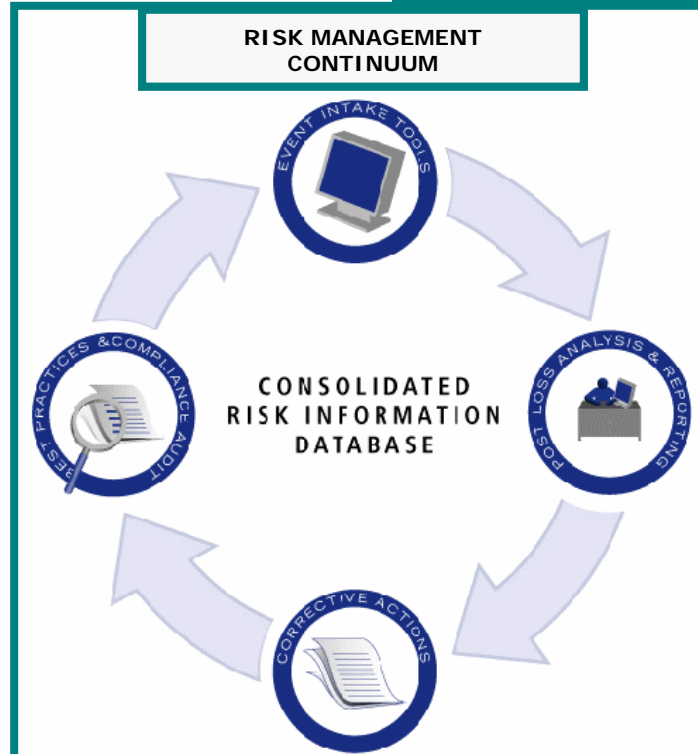 RISK MANAGEMENT
CONTINUUM
EVENT INTAKE TOOLS
BEST PRACTICES &COMPLIANCE AUDIT
CONSOLIDATED
RISK INFORMATION
DATABASE
POST LOSS ANALYSIS & REPORTING
CORRECTIVE ACTIONS